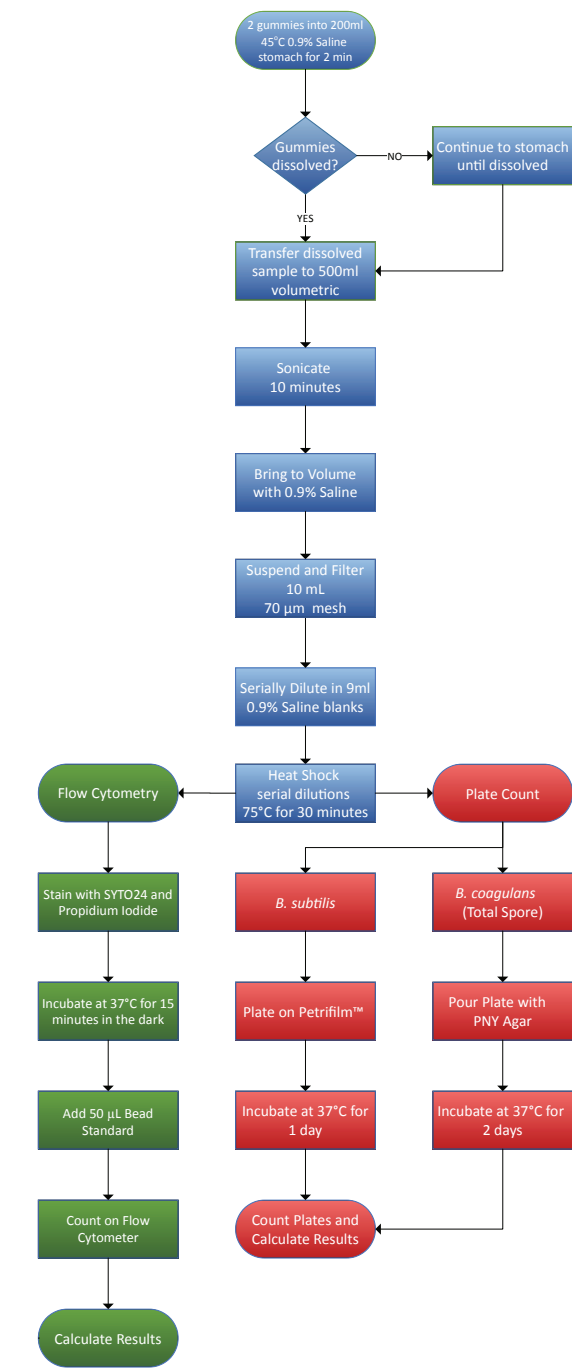 2 gummies into 200ml
45°C 0.9% Saline
stomach for 2 min
Gummies
dissolved?
NO
Continue to stomach
until dissolved
YES
Transfer dissolved
sample to 500ml
volumetric
Sonicate
10 minutes
Bring to Volume
with 0.9% Saline
Suspend and Filter
10 mL
70 µm mesh
Serially Dilute in 9ml
0.9% Saline blanks
Heat Shock
serial dilutions
75°C for 30 minutes
Flow Cytometry
Plate Count
Stain with SYTO24 and
Propidium Iodide
B. subtilis
B. coagulans
(Total Spore)
Incubate at 37°C for 15
minutes in the dark
Plate on Petrifilm™
Pour Plate with
PNY Agar
Add 50 µL Bead
Standard
Incubate at 37°C for
1 day
Incubate at 37°C for
2 days
Count on Flow
Cytometer
Count Plates and
Calculate Results
Calculate Results